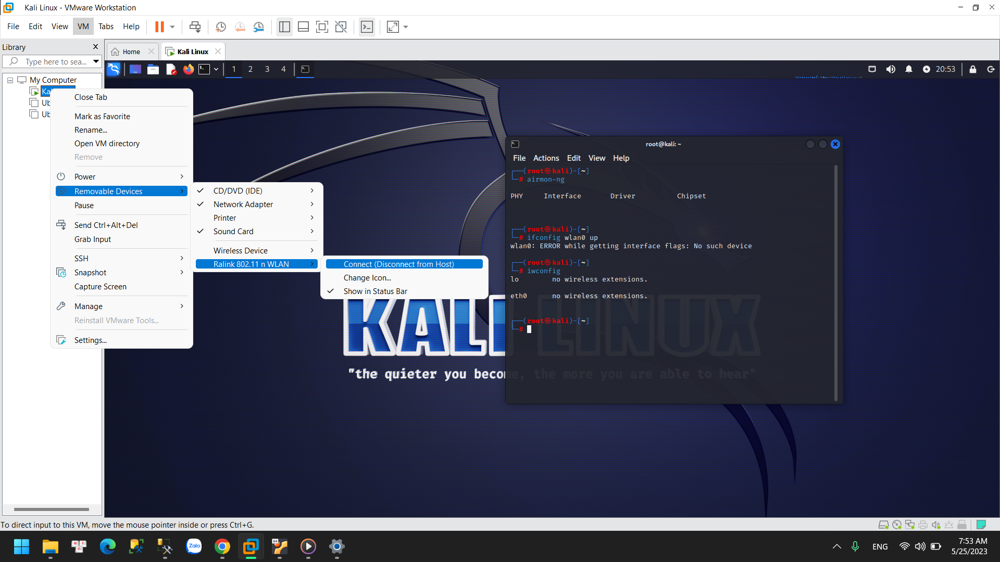 Kali Linux - VMware Workstation
File Edit View VM Tabs Help
Library
Home
Kali Linux
Type here to sea...
1 2 3 4
20:53
My Computer
Ka
Ub
Ub
Close Tab
Mark as Favorite
Rename...
Open VM directory
Remove
Power
Removable Devices
Pause
Send Ctrl+Alt+Del
Grab Input
SSH
Snapshot
Capture Screen
Manage
Reinstall VMware Tools...
Settings...
CD/DVD (IDE)
Network Adapter
Printer
Sound Card
Wireless Device
Ralink 802.11 n WLAN
Connect (Disconnect from Host)
Change Icon...
Show in Status Bar
root@kali: ~
File Actions Edit View Help
(root㉿kali)-[~]
# airmon-ng
PHY Interface Driver Chipset
(root㉿kali)-[~]
# ifconfig wlan0 up
wlan0: ERROR while getting interface flags: No such device
(root㉿kali)-[~]
# iwconfig
lo no wireless extensions.
eth0 no wireless extensions.
(root㉿kali)-[~]
#
KALI LINUX
"the quieter you become, the more you are able to hear"
To direct input to this VM, move the mouse pointer inside or press Ctrl+G.
Zalo
64
ENG
7:53 AM
5/25/2023